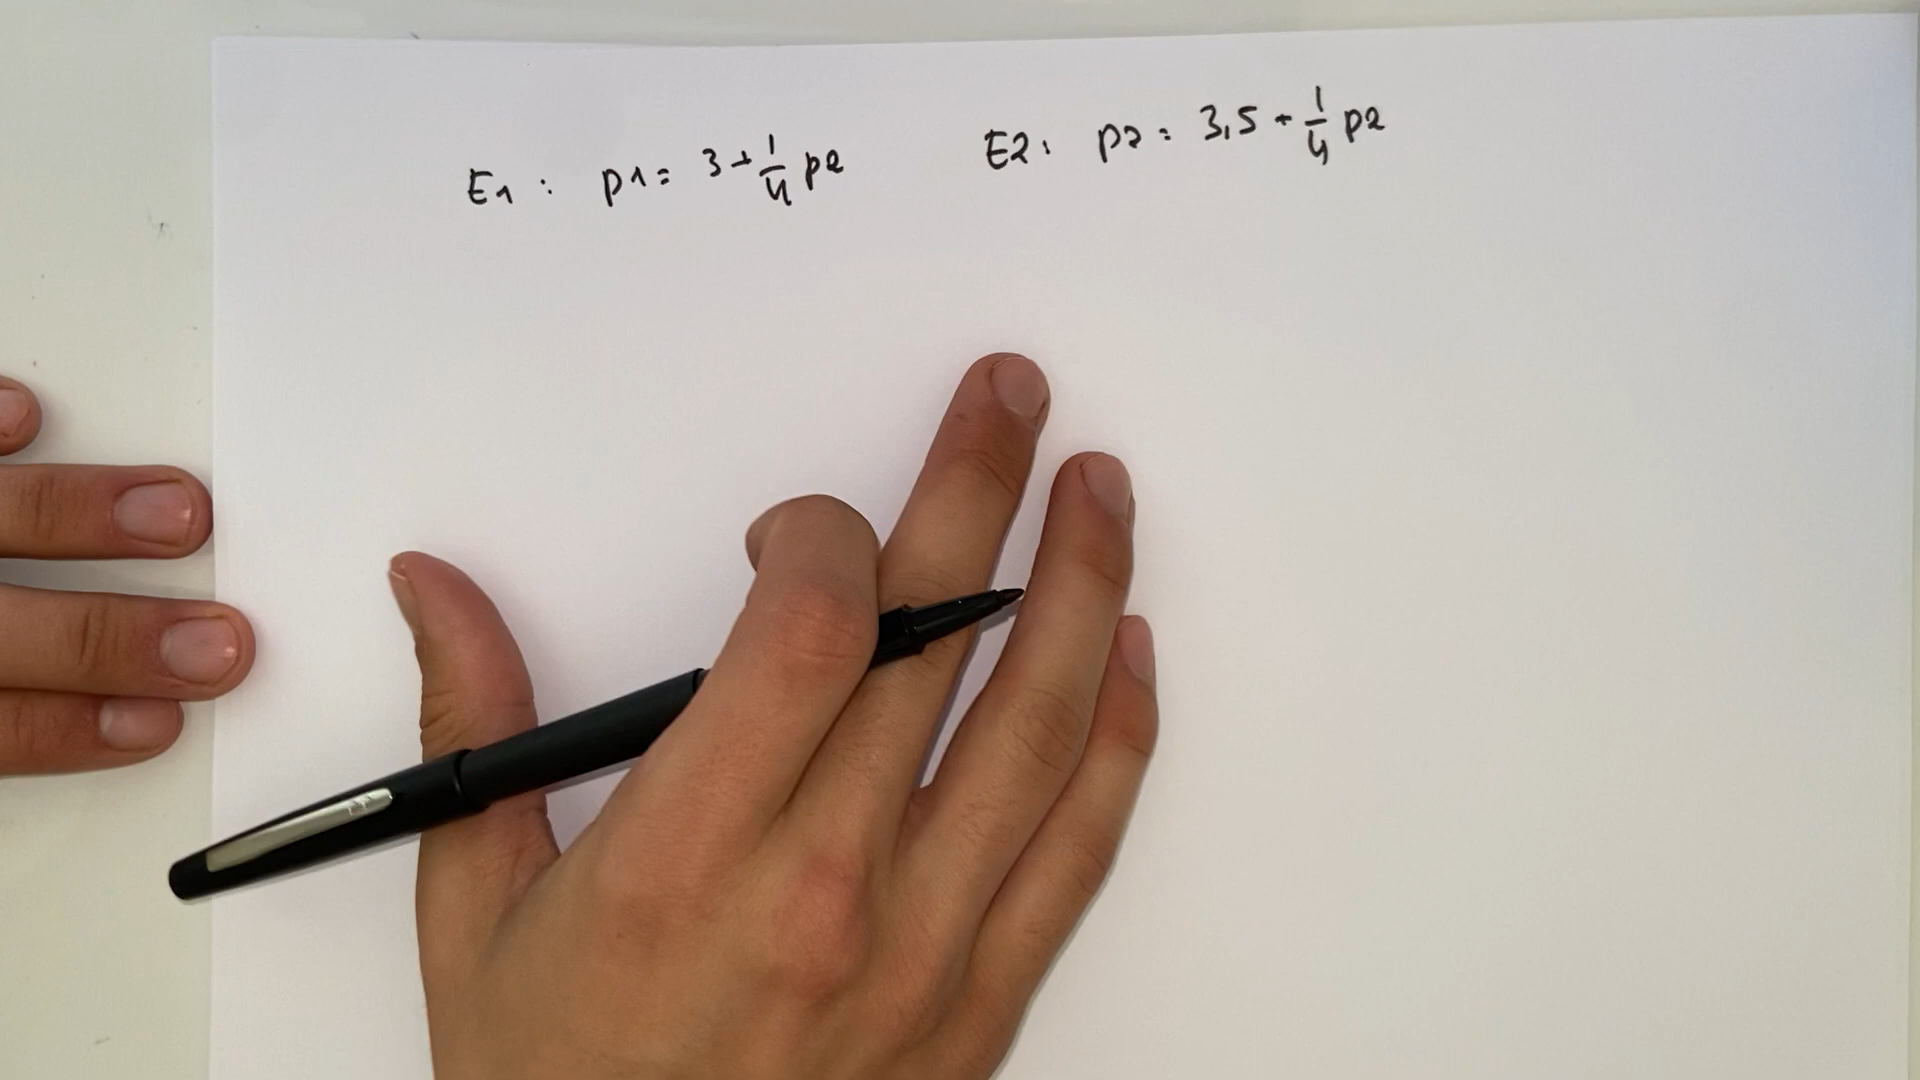 E1 : p1 = 3 + 1/4 p2
E2 : p2 = 3,5 + 1/4 p2